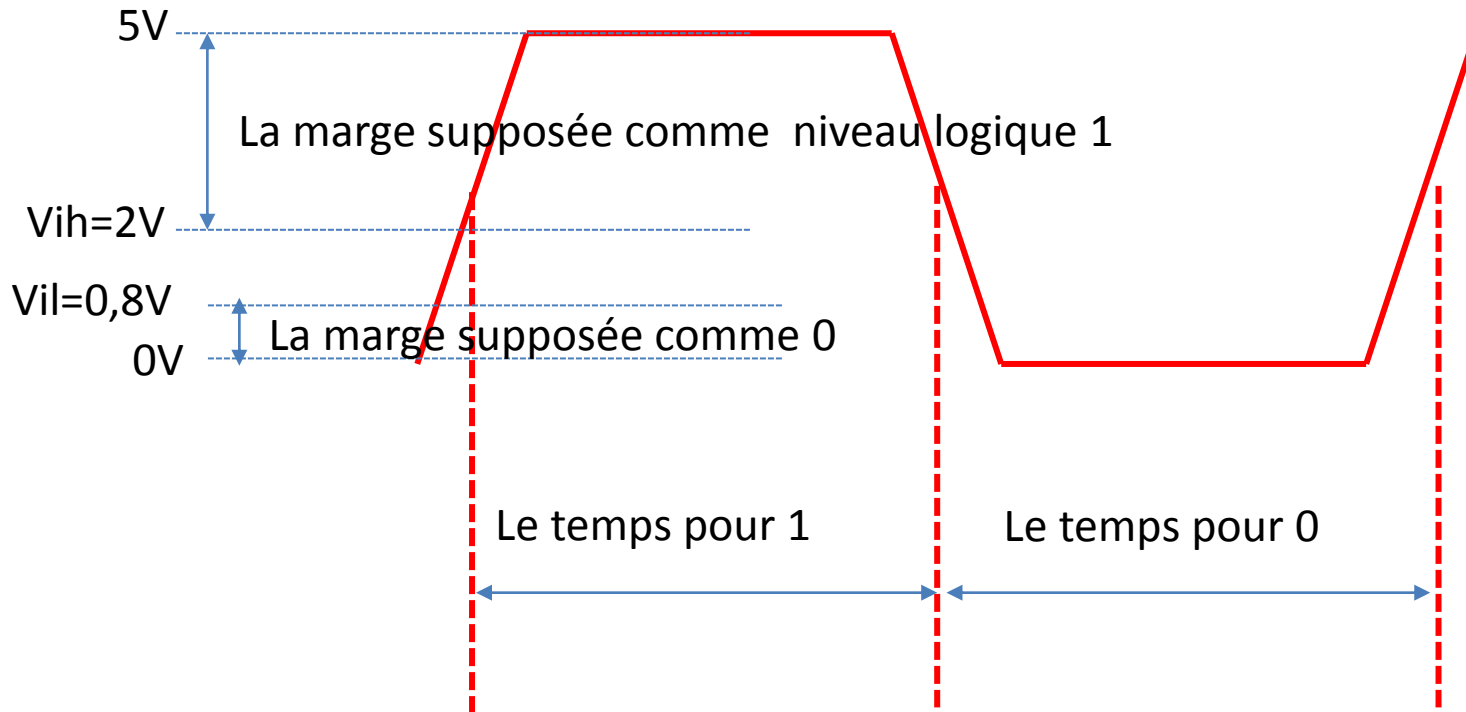 5V
La marge supposée comme niveau logique 1
Vih=2V
Vil=0,8V
La marge supposée comme 0
0V
Le temps pour 1
Le temps pour 0